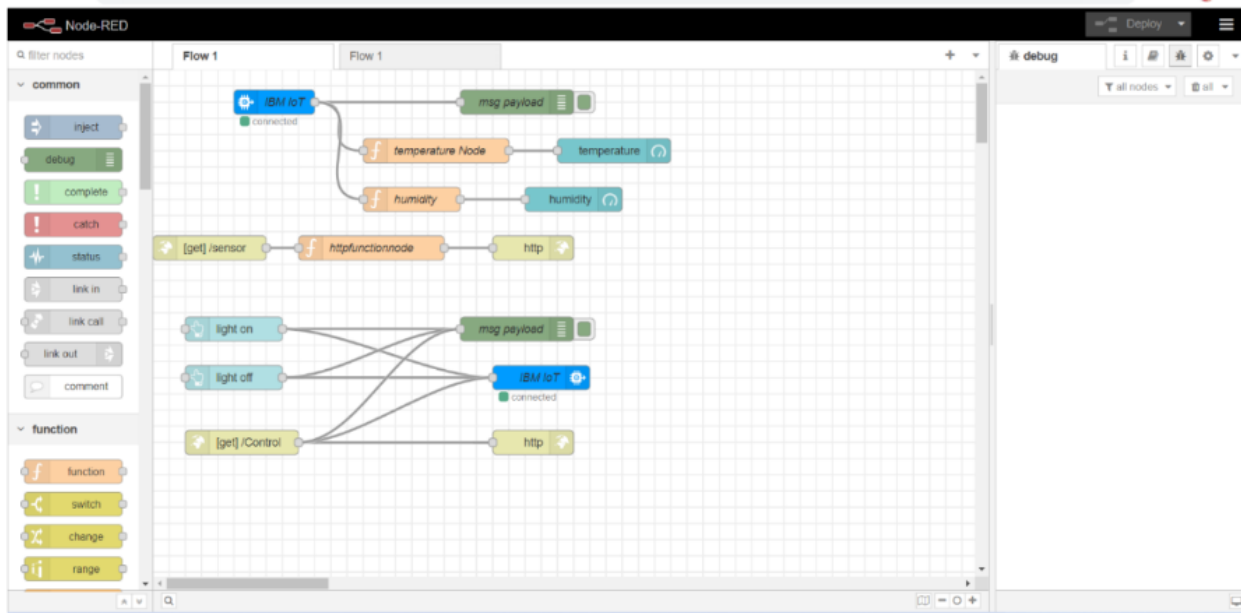 Node-RED
Deploy
filter nodes
Flow 1
Flow 1
debug
i
all nodes
all
common
inject
debug
complete
catch
status
link in
link call
link out
comment
function
function
switch
change
range
IBM IoT
connected
msg payload
temperature Node
temperature
humidity
humidity
[get] /sensor
httpfunctionnode
http
light on
msg payload
light off
IBM IoT
connected
[get] /Control
http